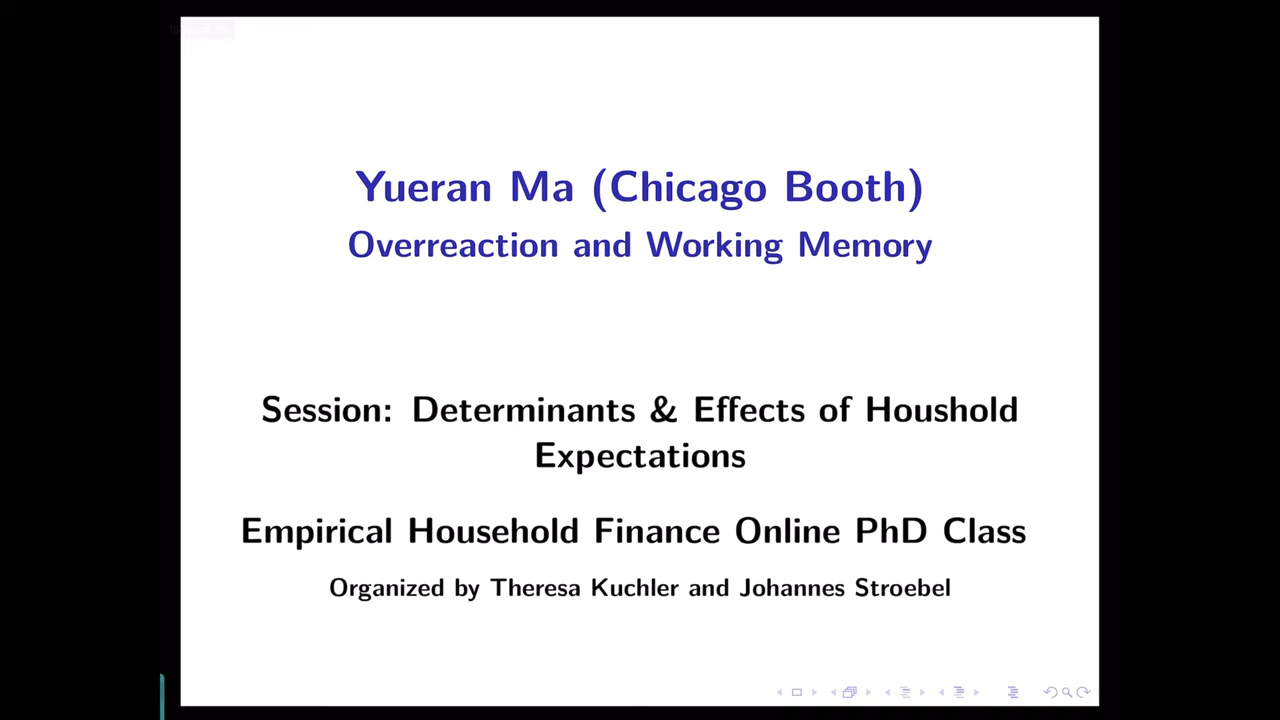 Yueran Ma (Chicago Booth)
Overreaction and Working Memory
Session: Determinants & Effects of Houshold
Expectations
Empirical Household Finance Online PhD Class
Organized by Theresa Kuchler and Johannes Stroebel